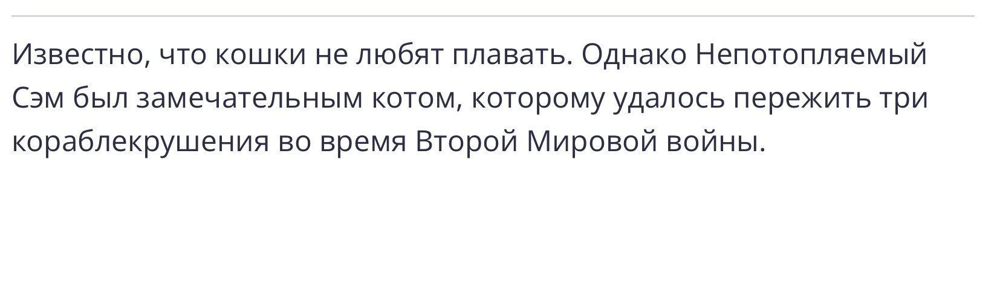 Известно, что кошки не любят плавать. Однако Непотопляемый
Сэм был замечательным котом, которому удалось пережить три
кораблекрушения во время Второй Мировой войны.